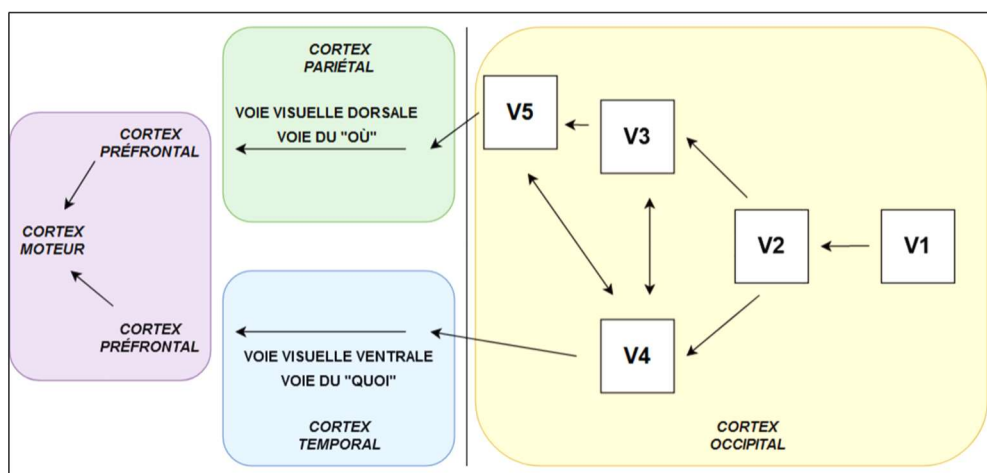 CORTEX
PRÉFRONTAL
CORTEX
MOTEUR
CORTEX
PRÉFRONTAL
CORTEX
PARIÉTAL
VOIE VISUELLE DORSALE
VOIE DU "OÙ"
VOIE VISUELLE VENTRALE
VOIE DU "QUOI"
CORTEX
TEMPORAL
V5
V3
V2
V1
V4
CORTEX
OCCIPITAL